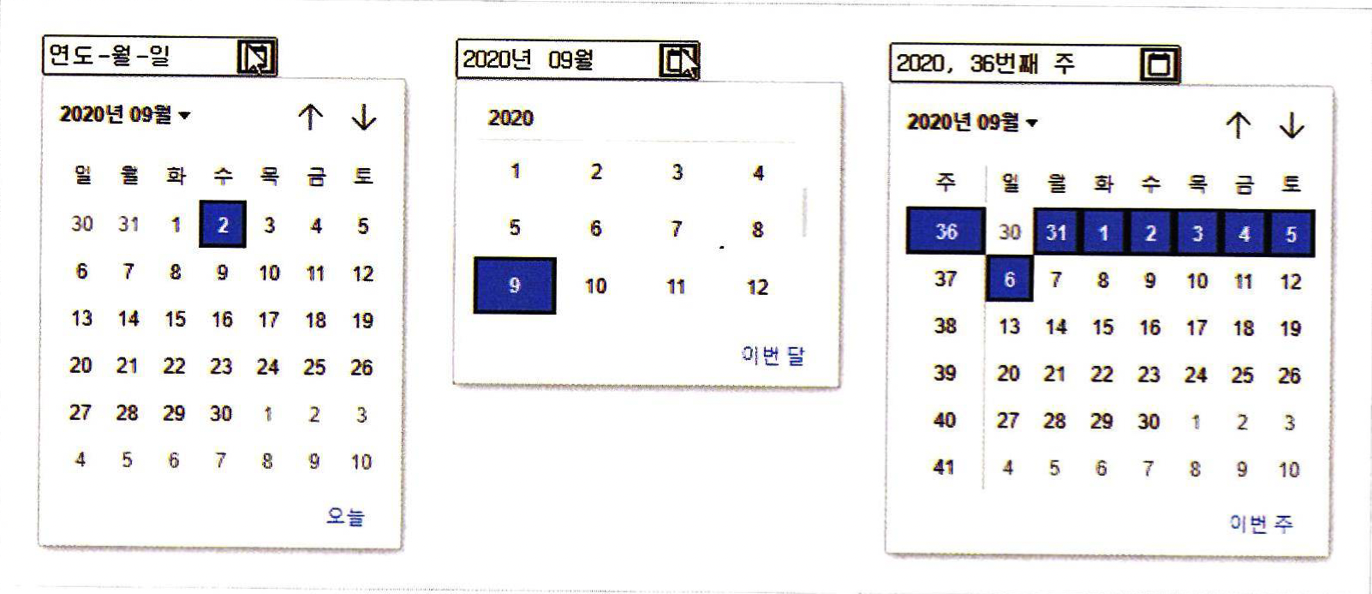 연도-월-일
2020년 09월
일 월 화 수 목 금 토
30 31 1 2 3 4 5
6 7 8 9 10 11 12
13 14 15 16 17 18 19
20 21 22 23 24 25 26
27 28 29 30 1 2 3
4 5 6 7 8 9 10
오늘
2020년 09월
2020
1 2 3 4
5 6 7 8
9 10 11 12
이번 달
2020, 36번째 주
2020년 09월
주 일 월 화 수 목 금 토
36 30 31 1 2 3 4 5
37 6 7 8 9 10 11 12
38 13 14 15 16 17 18 19
39 20 21 22 23 24 25 26
40 27 28 29 30 1 2 3
41 4 5 6 7 8 9 10
이번 주